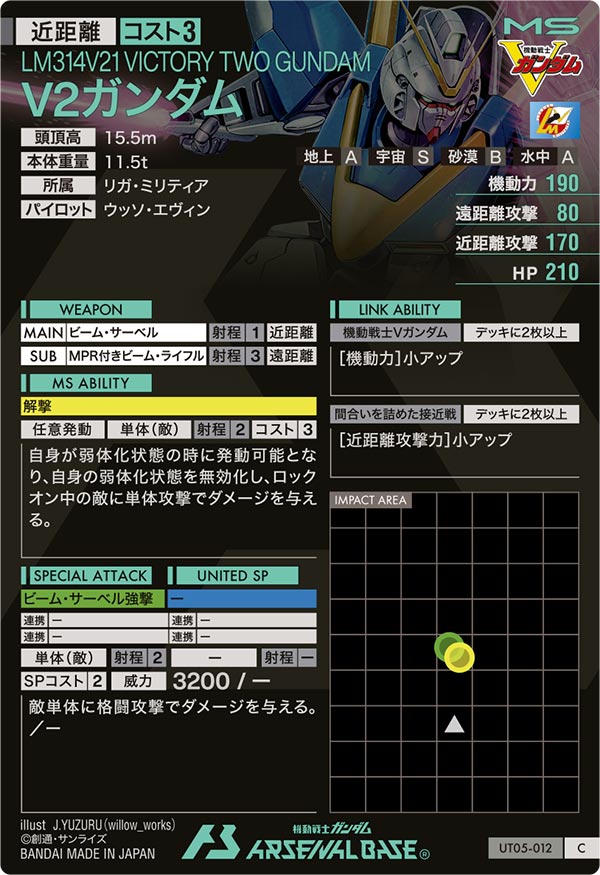 近距離 コスト3 MS
LM314V21 VICTORY TWO GUNDAM
V2ガンダム
機動戦士
Vガンダム
LM
頭頂高 15.5m
本体重量 11.5t
所属 リガ・ミリティア
パイロット ウッソ・エヴィン
地上 A 宇宙 S 砂漠 B 水中 A
機動力 190
遠距離攻撃 80
近距離攻撃 170
HP 210
WEAPON
MAIN ビーム・サーベル 射程 1 近距離
SUB MPR付きビーム・ライフル 射程 3 遠距離
MS ABILITY
解撃
任意発動 単体(敵) 射程 2 コスト 3
自身が弱体化状態の時に発動可能とな
り、自身の弱体化を無効化し、ロック
オン中の敵に単体攻撃でダメージを与え
る。
LINK ABILITY
機動戦士Vガンダム デッキに2枚以上
[機動力]小アップ
間合いを詰めた接近戦 デッキに2枚以上
[近距離攻撃力]小アップ
IMPACT AREA
SPECIAL ATTACK UNITED SP
ビーム・サーベル強撃 ー
連携 ー 連携 ー
連携 ー 連携 ー
単体(敵) 射程 2 ー 射程 ー
SPコスト 2 威力 3200 / ー
敵単体に格闘攻撃でダメージを与える。
/ー
illust J.YUZURU(willow_works)
©創通・サンライズ
BANDAI MADE IN JAPAN
機動戦士ガンダム
AB ARSENAL BASE®
UT05-012 C